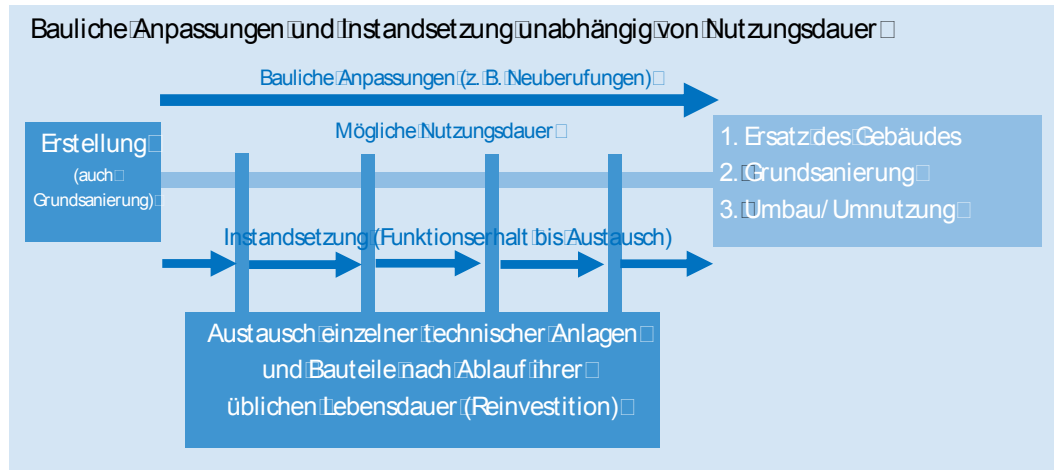 Bauliche Anpassungen und Instandsetzung unabhängig von Nutzungsdauer
Bauliche Anpassungen (z. B. Neuberufungen)
Mögliche Nutzungsdauer
Erstellung
(auch
Grundsanierung)
1. Ersatz des Gebäudes
2. Grundsanierung
3. Umbau/ Umnutzung
Instandsetzung (Funktionserhalt bis Austausch)
Austausch einzelner technischer Anlagen
und Bauteile nach Ablauf ihrer
üblichen Lebensdauer (Reinvestition)